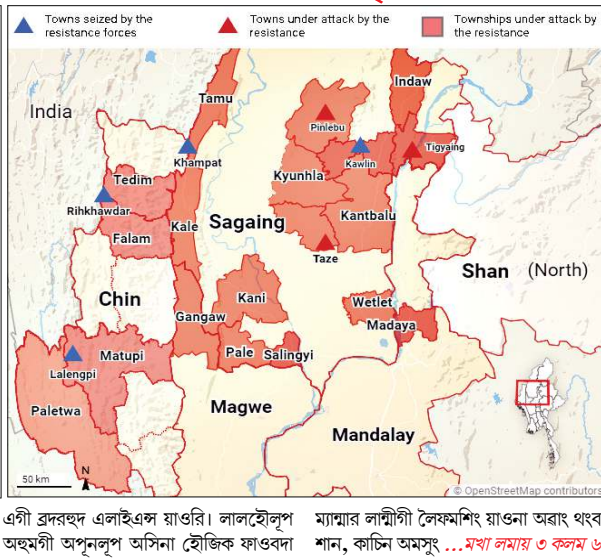 Towns seized by the
resistance forces
Towns under attack by the
resistance
Townships under attack by
the resistance
India
Tamu
Indaw
Pinlebu
Khampat
Kawlin
Tigyaing
Tedim
Kyunhla
Rihkhawdar
Kale
Sagaing
Kantbalu
Falam
Taze
Shan (North)
Chin
Kani
Wetlet
Gangaw
Madaya
Matupi
Pale
Salingyi
Lalengpi
Paletwa
Magwe
Mandalay
50 km
N
© OpenStreetMap contributors
এগী ব্রদরহুদ এলাইএন্স য়াওরি। লালহৌলূপ
অহুমগী অপূনলূপ অসিনা হৌজিক ফাওবদা
ম্যান্মার লান্মীগী লৈফমশিং য়াওনা অৱাং থংব
শান, কাচিন অমসুং ...মখা লমায় ৩ কলম ৬